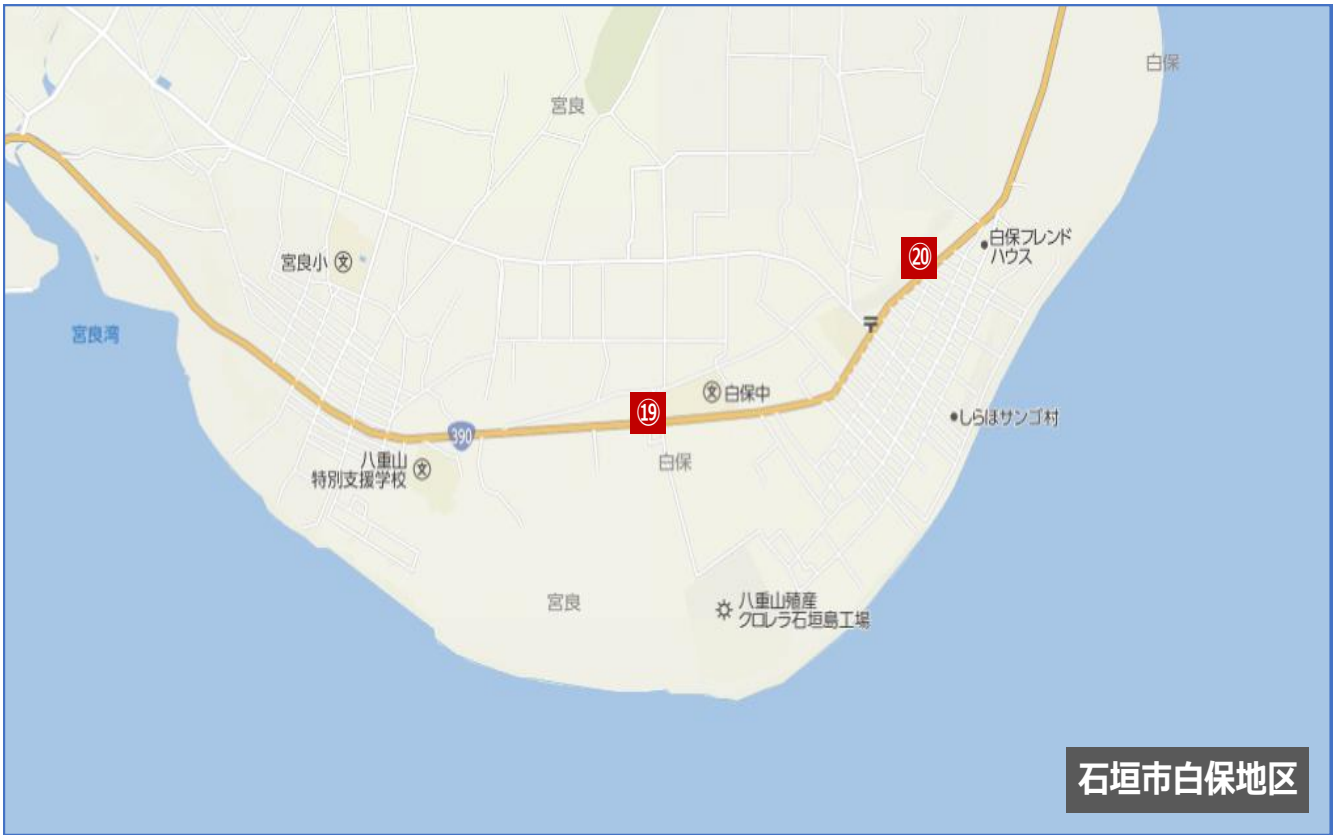 白保
宮良
白保フレンド
ハウス
⑳
宮良小
宮良湾
白保中
⑲
しらほサンゴ村
390
八重山
特別支援学校
白保
宮良
八重山殖産
クロレラ石垣島工場
石垣市白保地区